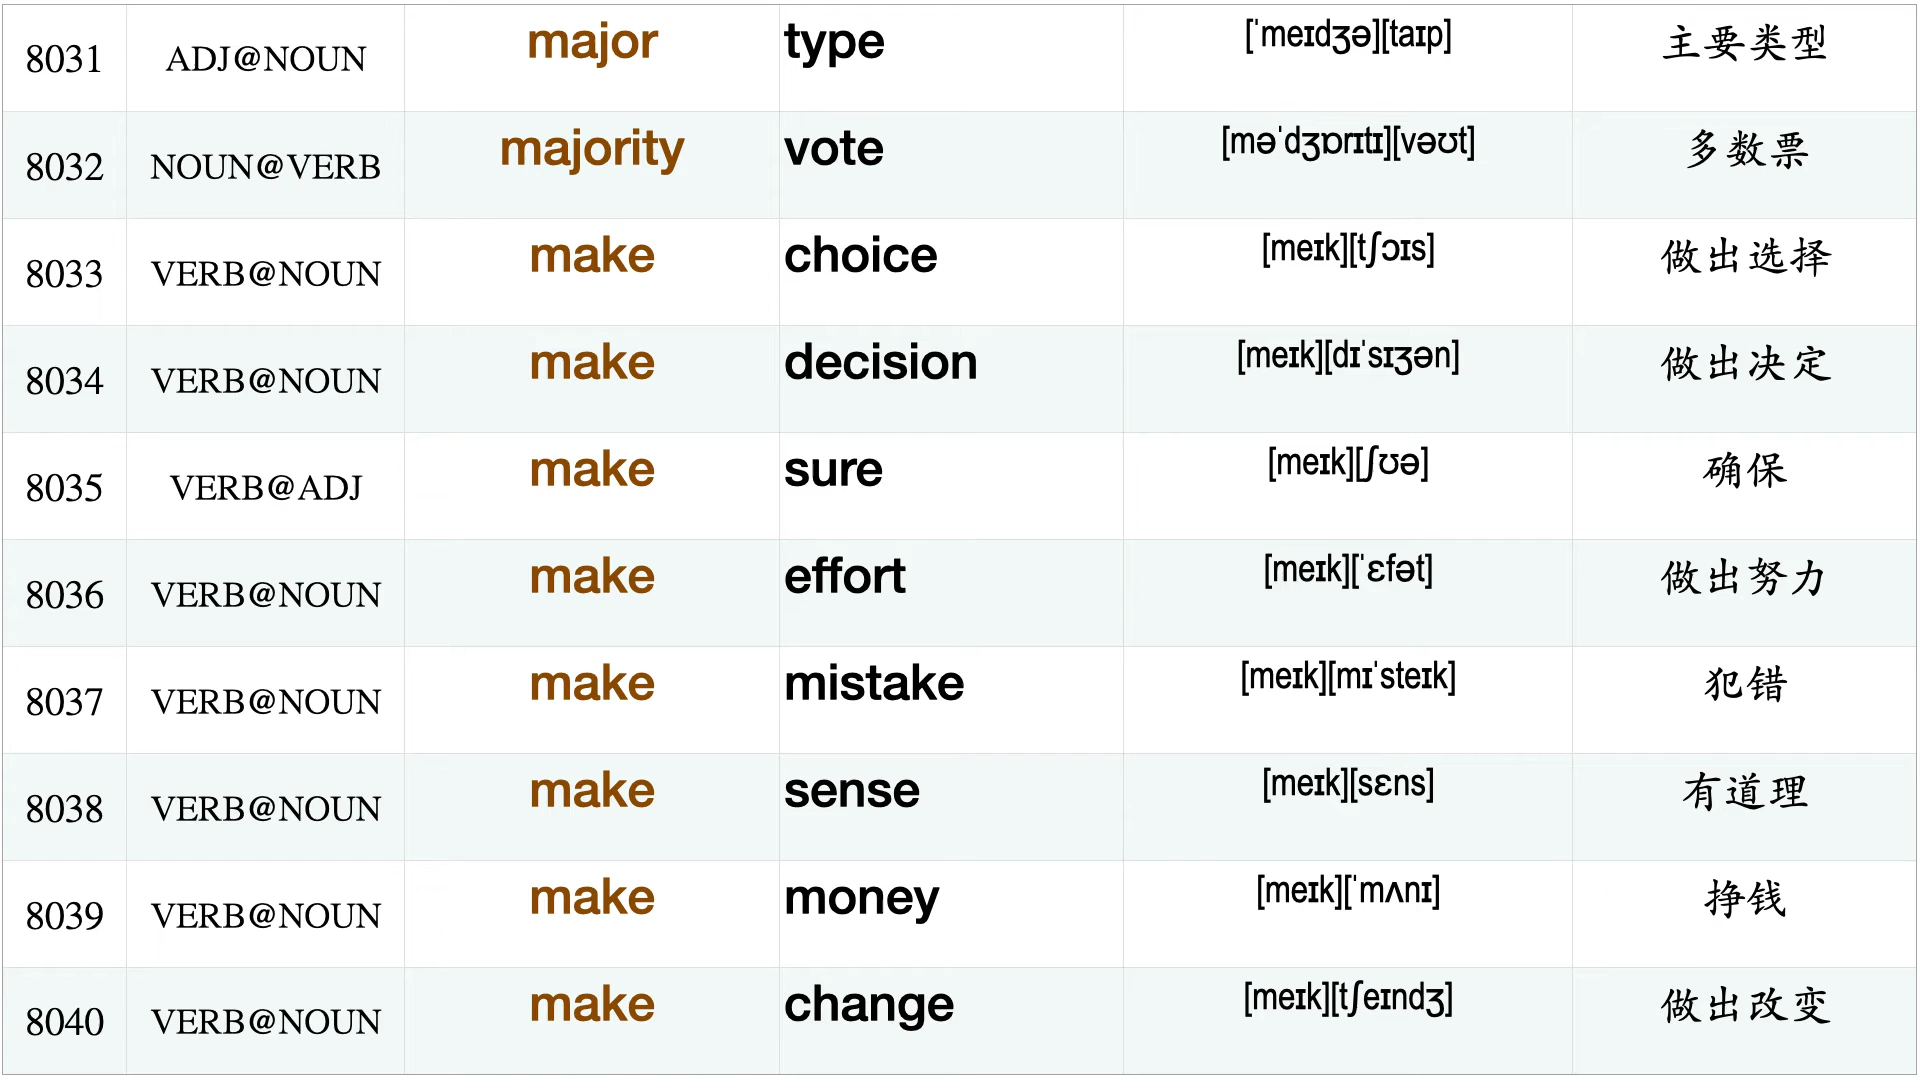 8031 ADJ@NOUN major type [ˈmeɪdʒə][taɪp] 主要类型
8032 NOUN@VERB majority vote [məˈdʒɒrɪtɪ][vəʊt] 多数票
8033 VERB@NOUN make choice [meɪk][tʃɔɪs] 做出选择
8034 VERB@NOUN make decision [meɪk][dɪˈsɪʒən] 做出决定
8035 VERB@ADJ make sure [meɪk][ʃʊə] 确保
8036 VERB@NOUN make effort [meɪk][ˈɛfət] 做出努力
8037 VERB@NOUN make mistake [meɪk][mɪˈsteɪk] 犯错
8038 VERB@NOUN make sense [meɪk][sɛns] 有道理
8039 VERB@NOUN make money [meɪk][ˈmʌnɪ] 挣钱
8040 VERB@NOUN make change [meɪk][tʃeɪndʒ] 做出改变